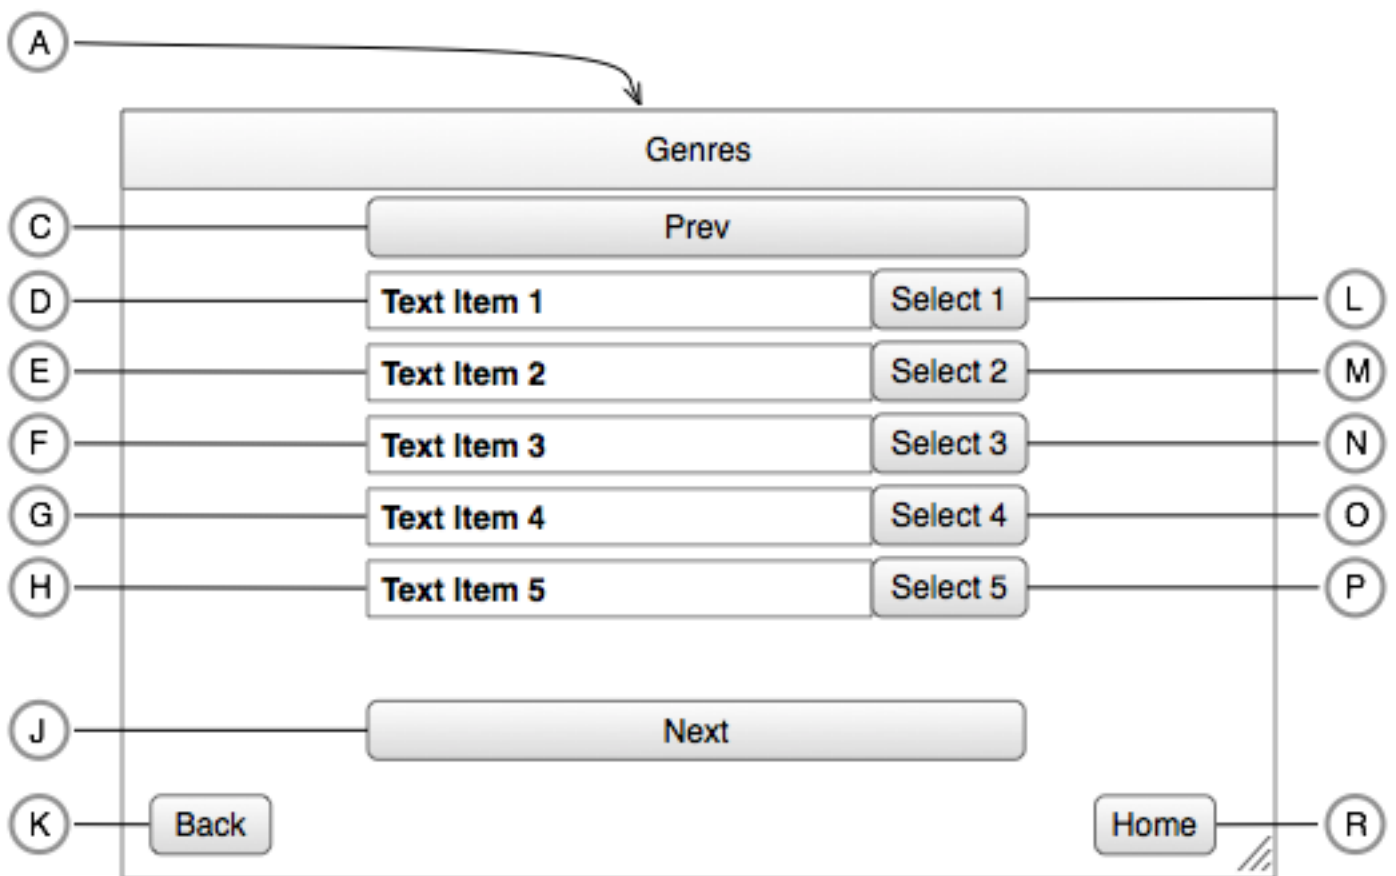 A
Genres
C Prev
D Text Item 1 Select 1 L
E Text Item 2 Select 2 M
F Text Item 3 Select 3 N
G Text Item 4 Select 4 O
H Text Item 5 Select 5 P
J Next
K Back Home R